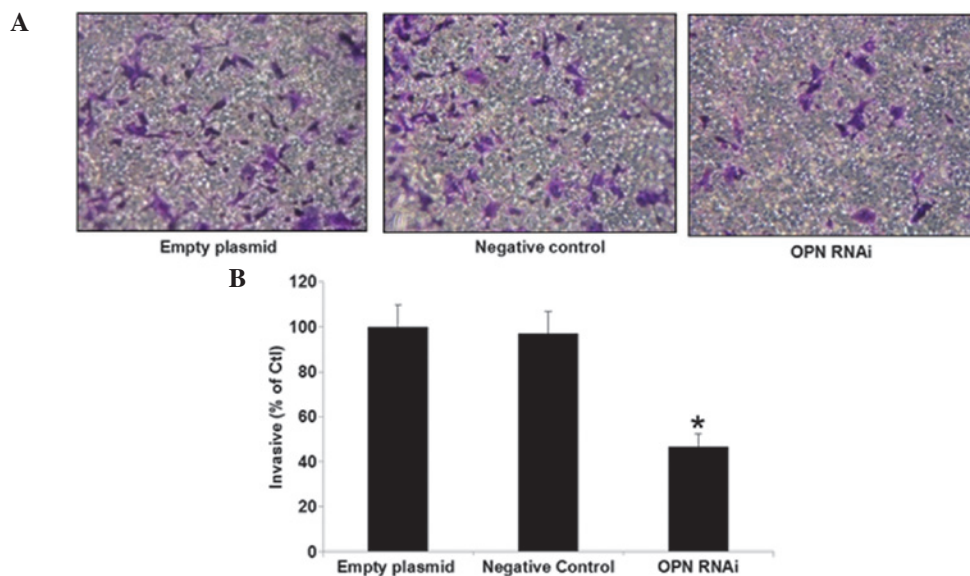 A
Empty plasmid
Negative control
OPN RNAi
B
Invasive (% of Ctl)
120
100
80
60
40
20
0
*
Empty plasmid
Negative Control
OPN RNAi